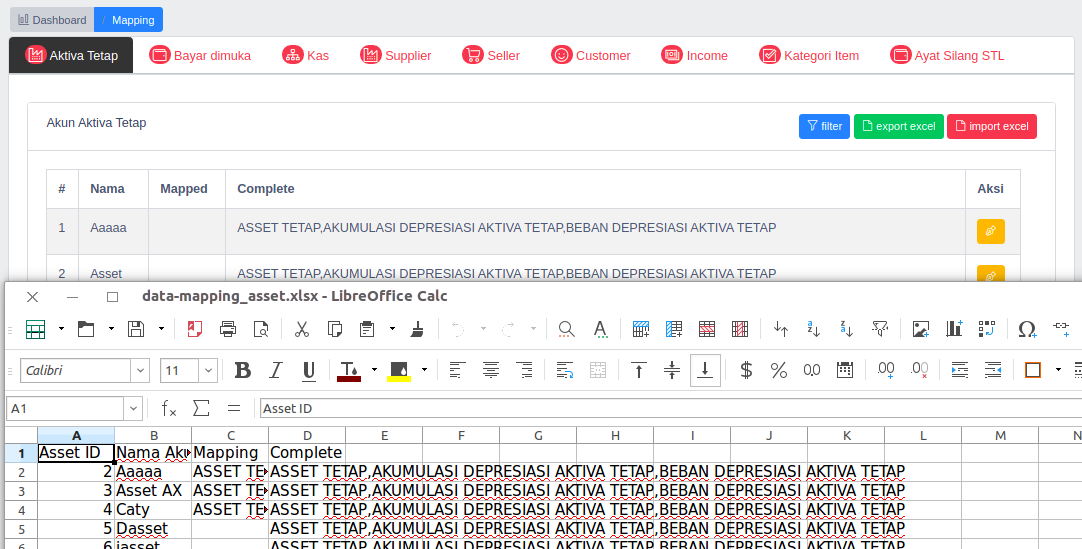 Dashboard / Mapping
Aktiva Tetap Bayar dimuka Kas Supplier Seller Customer Income Kategori Item Ayat Silang STL
Akun Aktiva Tetap filter export excel import excel
# Nama Mapped Complete Aksi
1 Aaaaa ASSET TETAP,AKUMULASI DEPRESIASI AKTIVA TETAP,BEBAN DEPRESIASI AKTIVA TETAP
2 Asset ASSET TETAP,AKUMULASI DEPRESIASI AKTIVA TETAP,BEBAN DEPRESIASI AKTIVA TETAP
data-mapping_asset.xlsx - LibreOffice Calc
Calibri 11 B I U $ % 0.0 .00 .00
A1 Asset ID
A B C D E F G H I J K L M N
1 Asset ID Nama Aku Mapping Complete
2 2 Aaaaa ASSET TE ASSET TETAP,AKUMULASI DEPRESIASI AKTIVA TETAP,BEBAN DEPRESIASI AKTIVA TETAP
3 3 Asset AX ASSET TE ASSET TETAP,AKUMULASI DEPRESIASI AKTIVA TETAP,BEBAN DEPRESIASI AKTIVA TETAP
4 4 Caty ASSET TE ASSET TETAP,AKUMULASI DEPRESIASI AKTIVA TETAP,BEBAN DEPRESIASI AKTIVA TETAP
5 5 Dasset ASSET TETAP,AKUMULASI DEPRESIASI AKTIVA TETAP,BEBAN DEPRESIASI AKTIVA TETAP
6 6 jasset ASSET TETAP,AKUMULASI DEPRESIASI AKTIVA TETAP,BEBAN DEPRESIASI AKTIVA TETAP